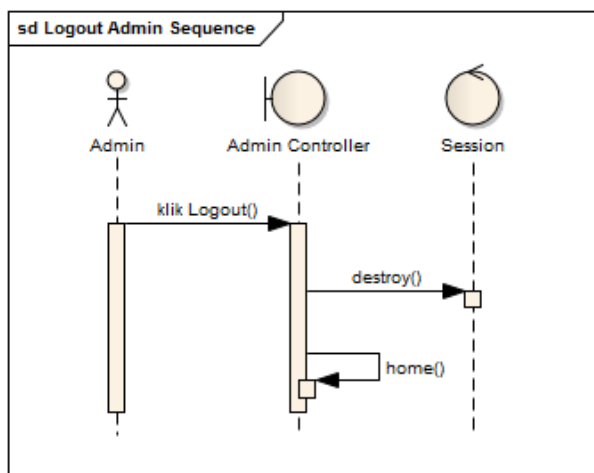 sd Logout Admin Sequence
Admin
Admin Controller
Session
klik Logout()
destroy()
home()